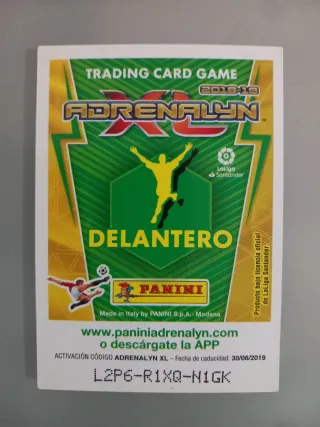 TRADING CARD GAME
2018-19
ADRENALYN
XL
TM
LaLiga
Santander
DELANTERO
PANINI
Made in Italy by PANINI S.p.A. - Modena
Producto bajo licencia oficial
de LaLiga Santander
www.paniniadrenalyn.com
o descárgate la APP
ACTIVACIÓN CÓDIGO ADRENALYN XL – Fecha de caducidad: 30/06/2019
L2P6-R1XQ-N1GK